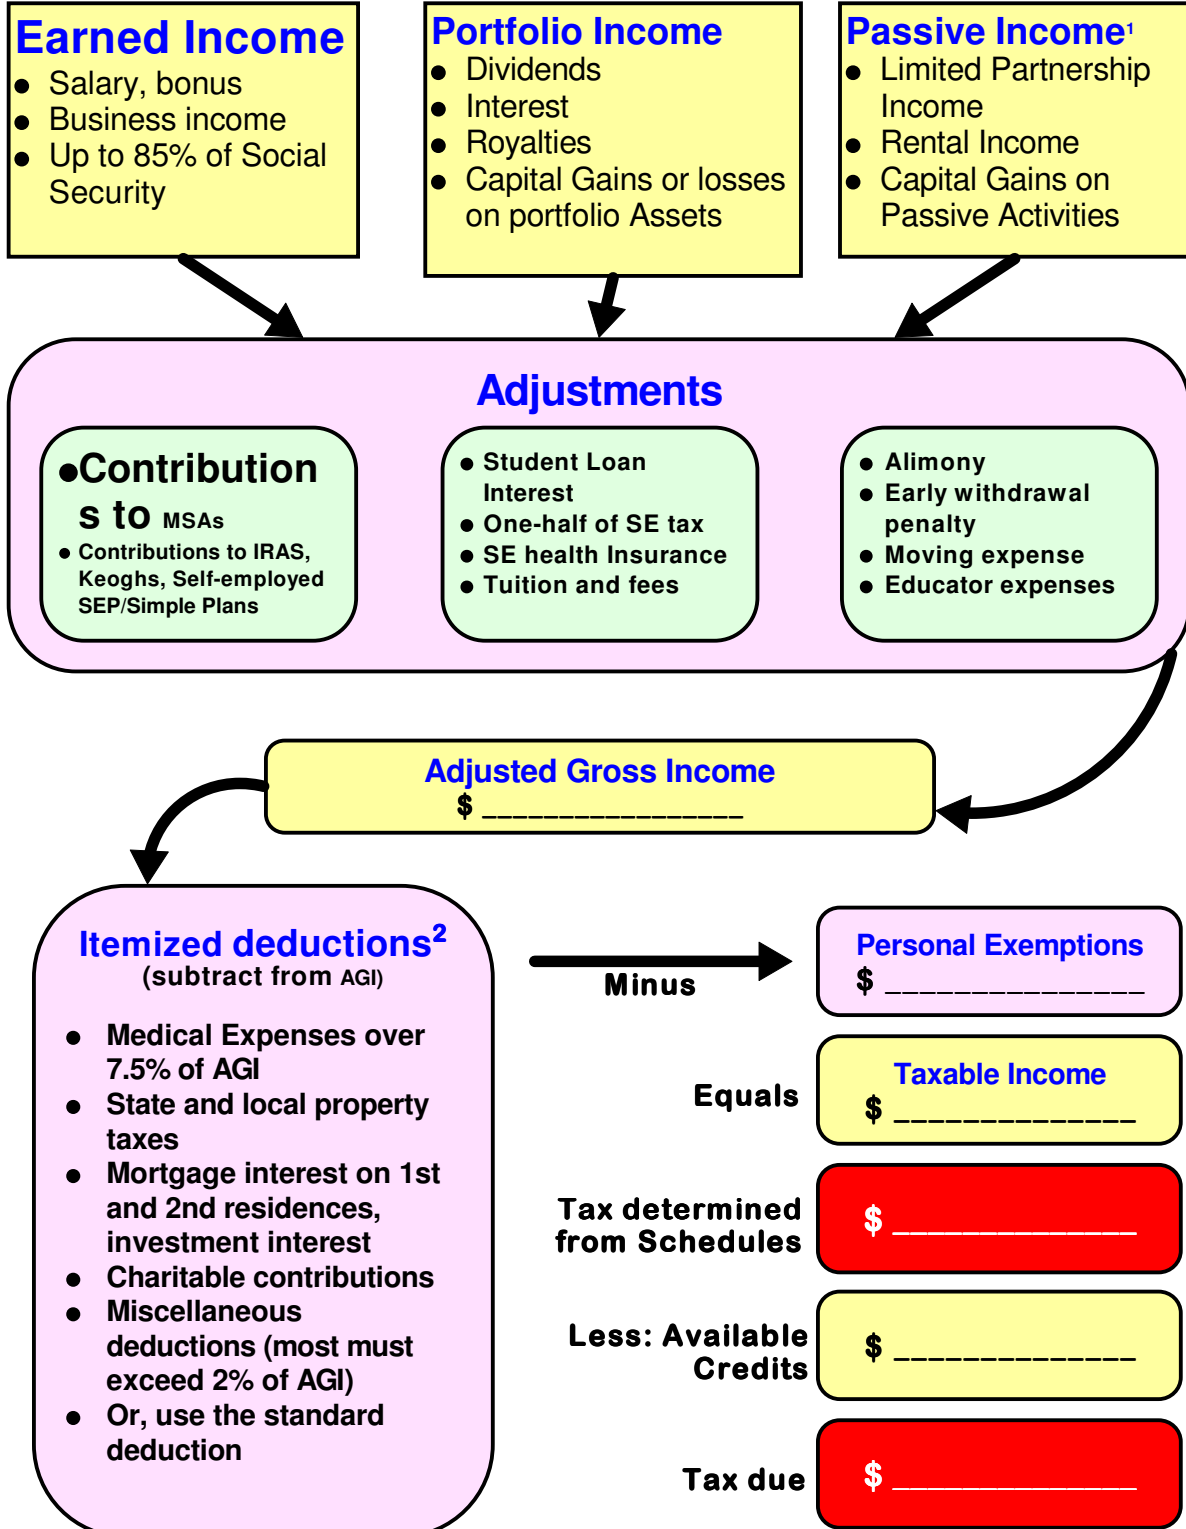 Earned Income
● Salary, bonus
● Business income
● Up to 85% of Social
Security
Portfolio Income
● Dividends
● Interest
● Royalties
● Capital Gains or losses
on portfolio Assets
Passive Income¹
● Limited Partnership
Income
● Rental Income
● Capital Gains on
Passive Activities
Adjustments
●Contribution
s to MSAs
● Contributions to IRAS,
Keoghs, Self-employed
SEP/Simple Plans
● Student Loan
Interest
● One-half of SE tax
● SE health Insurance
● Tuition and fees
● Alimony
● Early withdrawal
penalty
● Moving expense
● Educator expenses
Adjusted Gross Income
$ _________________
Itemized deductions²
(subtract from AGI)
● Medical Expenses over
7.5% of AGI
● State and local property
taxes
● Mortgage interest on 1st
and 2nd residences,
investment interest
● Charitable contributions
● Miscellaneous
deductions (most must
exceed 2% of AGI)
● Or, use the standard
deduction
Minus
Personal Exemptions
$ _______________
Equals
Taxable Income
$ ______________
Tax determined
from Schedules
$ ______________
Less: Available
Credits
$ ______________
Tax due
$ ______________